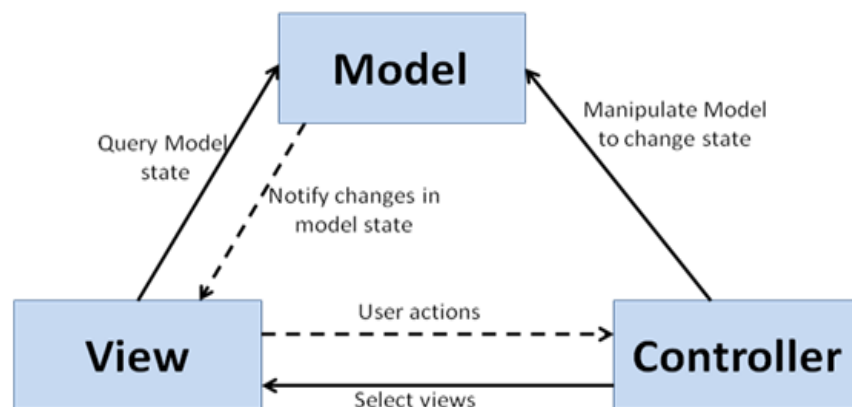 Model
Manipulate Model
to change state
Query Model
state
Notify changes in
model state
User actions
View
Controller
Select views